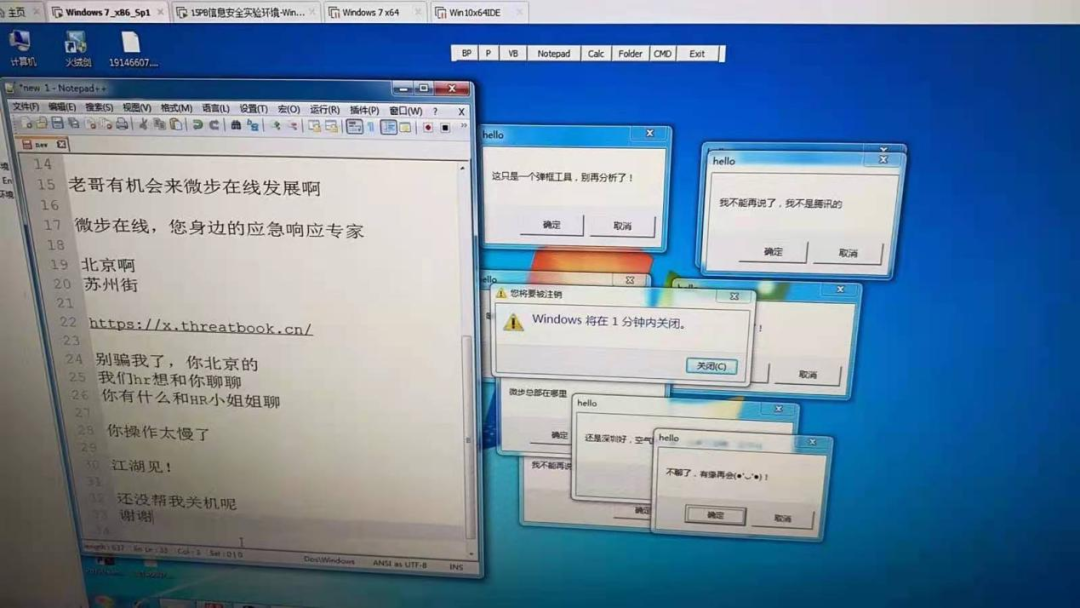 主页
Windows 7_x86_Sp1
15PB信息安全实验环境-Win...
Windows 7 x64
Win10x64IDE
计算机
火绒剑
19146607....
BP P VB Notepad Calc Folder CMD Exit
*new 1 - Notepad++
文件(F) 编辑(E) 搜索(S) 视图(V) 格式(M) 语言(L) 设置(T) 宏(O) 运行(R) 插件(P) 窗口(W) ? X
new
14
15 老哥有机会来微步在线发展啊
16
17 微步在线，您身边的应急响应专家
18
19 北京啊
20 苏州街
21
22 https://x.threatbook.cn/
23
24 别骗我了，你北京的
25 我们hr想和你聊聊
26 你有什么和HR小姐姐聊
27
28 你操作太慢了
29
30 江湖见！
31
32 还没帮我关机呢
33 谢谢
34
Dos\Windows
ANSI as UTF-8
INS
hello
这只是一个弹框工具，别再分析了！
确定
取消
hello
我不能再说了，我不是腾讯的
确定
取消
hello
您将要被注销
Windows 将在 1 分钟内关闭。
关闭(C)
取消
微步总部在哪里
确定
hello
还是深圳好，空气
我不能再说
确定
hello
不聊了，有缘再会(●'◡'●)！
确定
取消